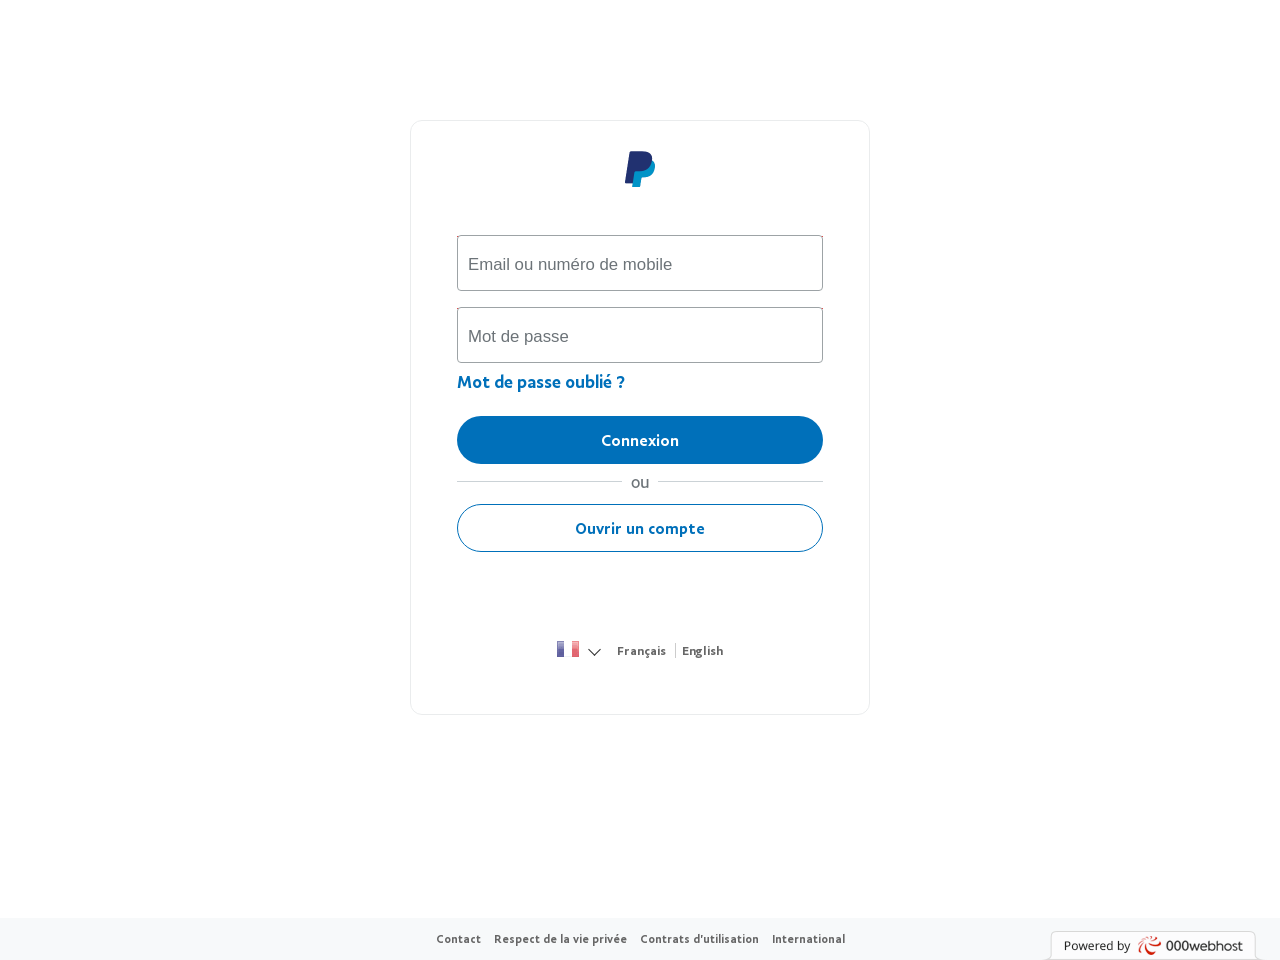 Email ou numéro de mobile
Mot de passe
Mot de passe oublié ?
Connexion
ou
Ouvrir un compte
Français English
Contact Respect de la vie privée Contrats d'utilisation International
Powered by 000webhost